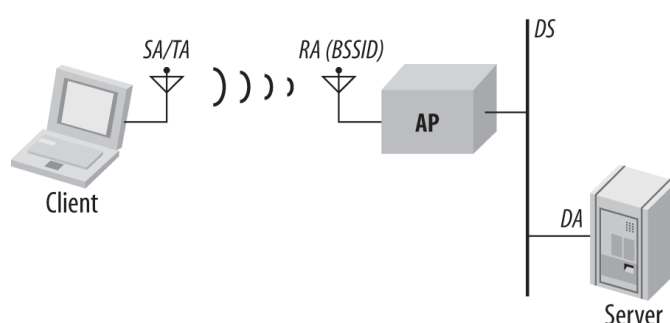 SA/TA
RA (BSSID)
DS
AP
Client
DA
Server